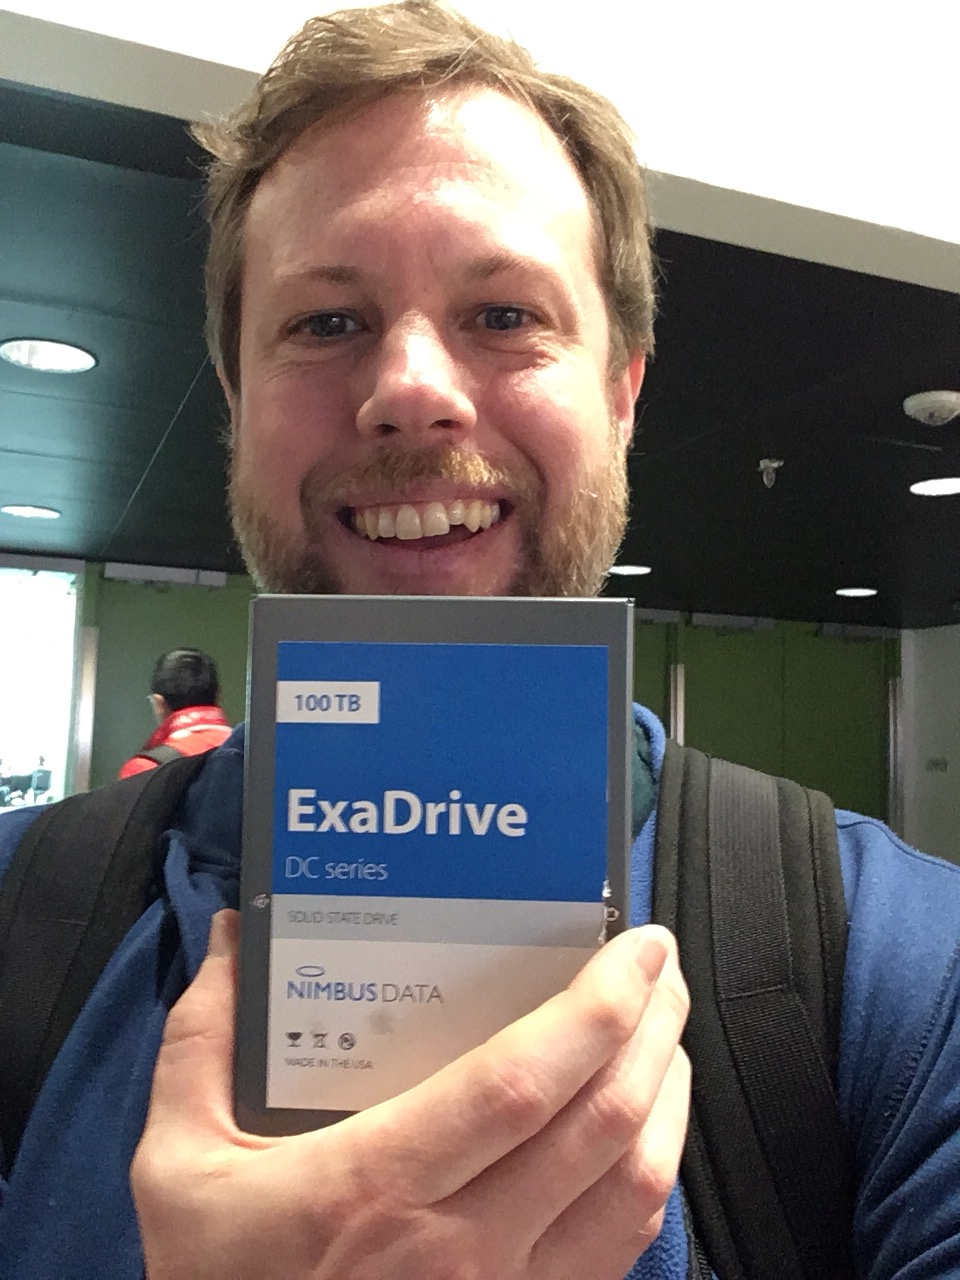 100 TB
ExaDrive
DC series
SOLID STATE DRIVE
NIMBUS DATA
MADE IN THE USA